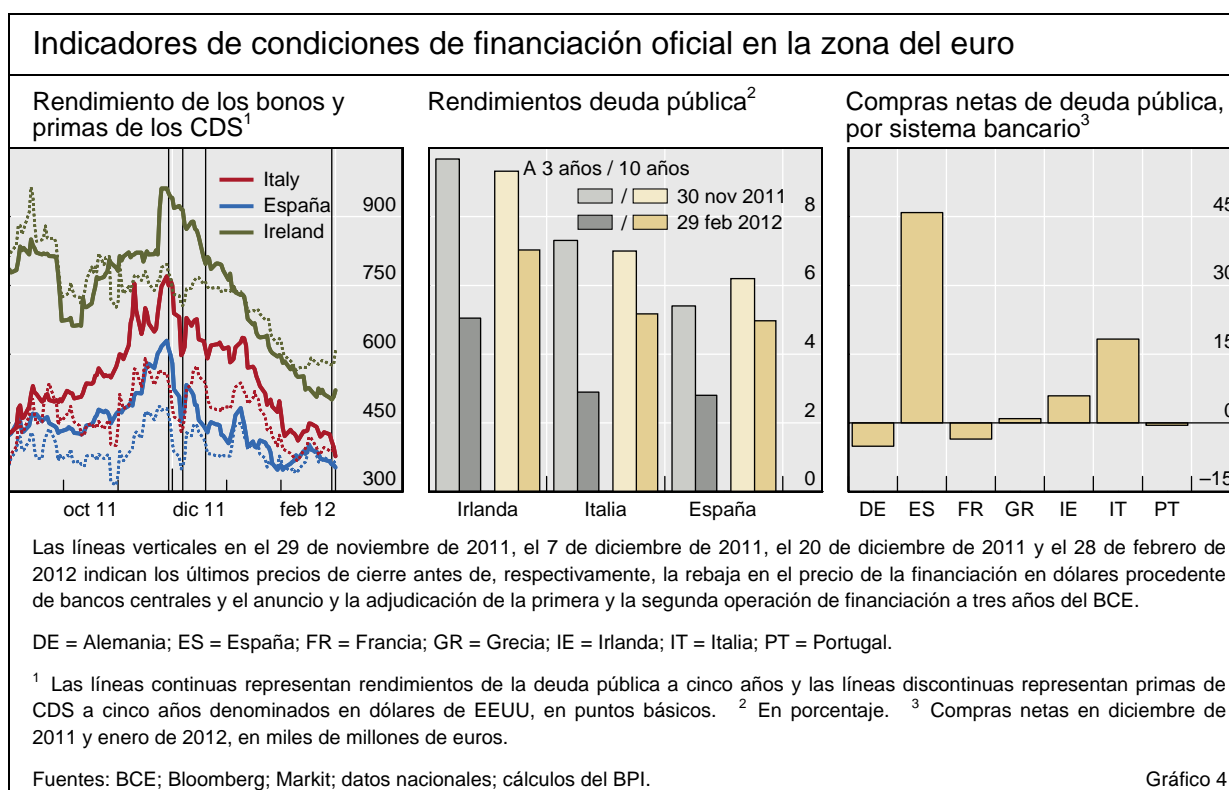 Indicadores de condiciones de financiación oficial en la zona del euro
Rendimiento de los bonos y
primas de los CDS1
Italy
España
Ireland
900
750
600
450
300
oct 11
dic 11
feb 12
Rendimientos deuda pública2
A 3 años / 10 años
/ 30 nov 2011
/ 29 feb 2012
8
6
4
2
0
Irlanda
Italia
España
Compras netas de deuda pública,
por sistema bancario3
45
30
15
0
–15
DE
ES
FR
GR
IE
IT
PT
Las líneas verticales en el 29 de noviembre de 2011, el 7 de diciembre de 2011, el 20 de diciembre de 2011 y el 28 de febrero de
2012 indican los últimos precios de cierre antes de, respectivamente, la rebaja en el precio de la financiación en dólares procedente
de bancos centrales y el anuncio y la adjudicación de la primera y la segunda operación de financiación a tres años del BCE.
DE = Alemania; ES = España; FR = Francia; GR = Grecia; IE = Irlanda; IT = Italia; PT = Portugal.
1 Las líneas continuas representan rendimientos de la deuda pública a cinco años y las líneas discontinuas representan primas de
CDS a cinco años denominados en dólares de EEUU, en puntos básicos. 2 En porcentaje. 3 Compras netas en diciembre de
2011 y enero de 2012, en miles de millones de euros.
Fuentes: BCE; Bloomberg; Markit; datos nacionales; cálculos del BPI.
Gráfico 4